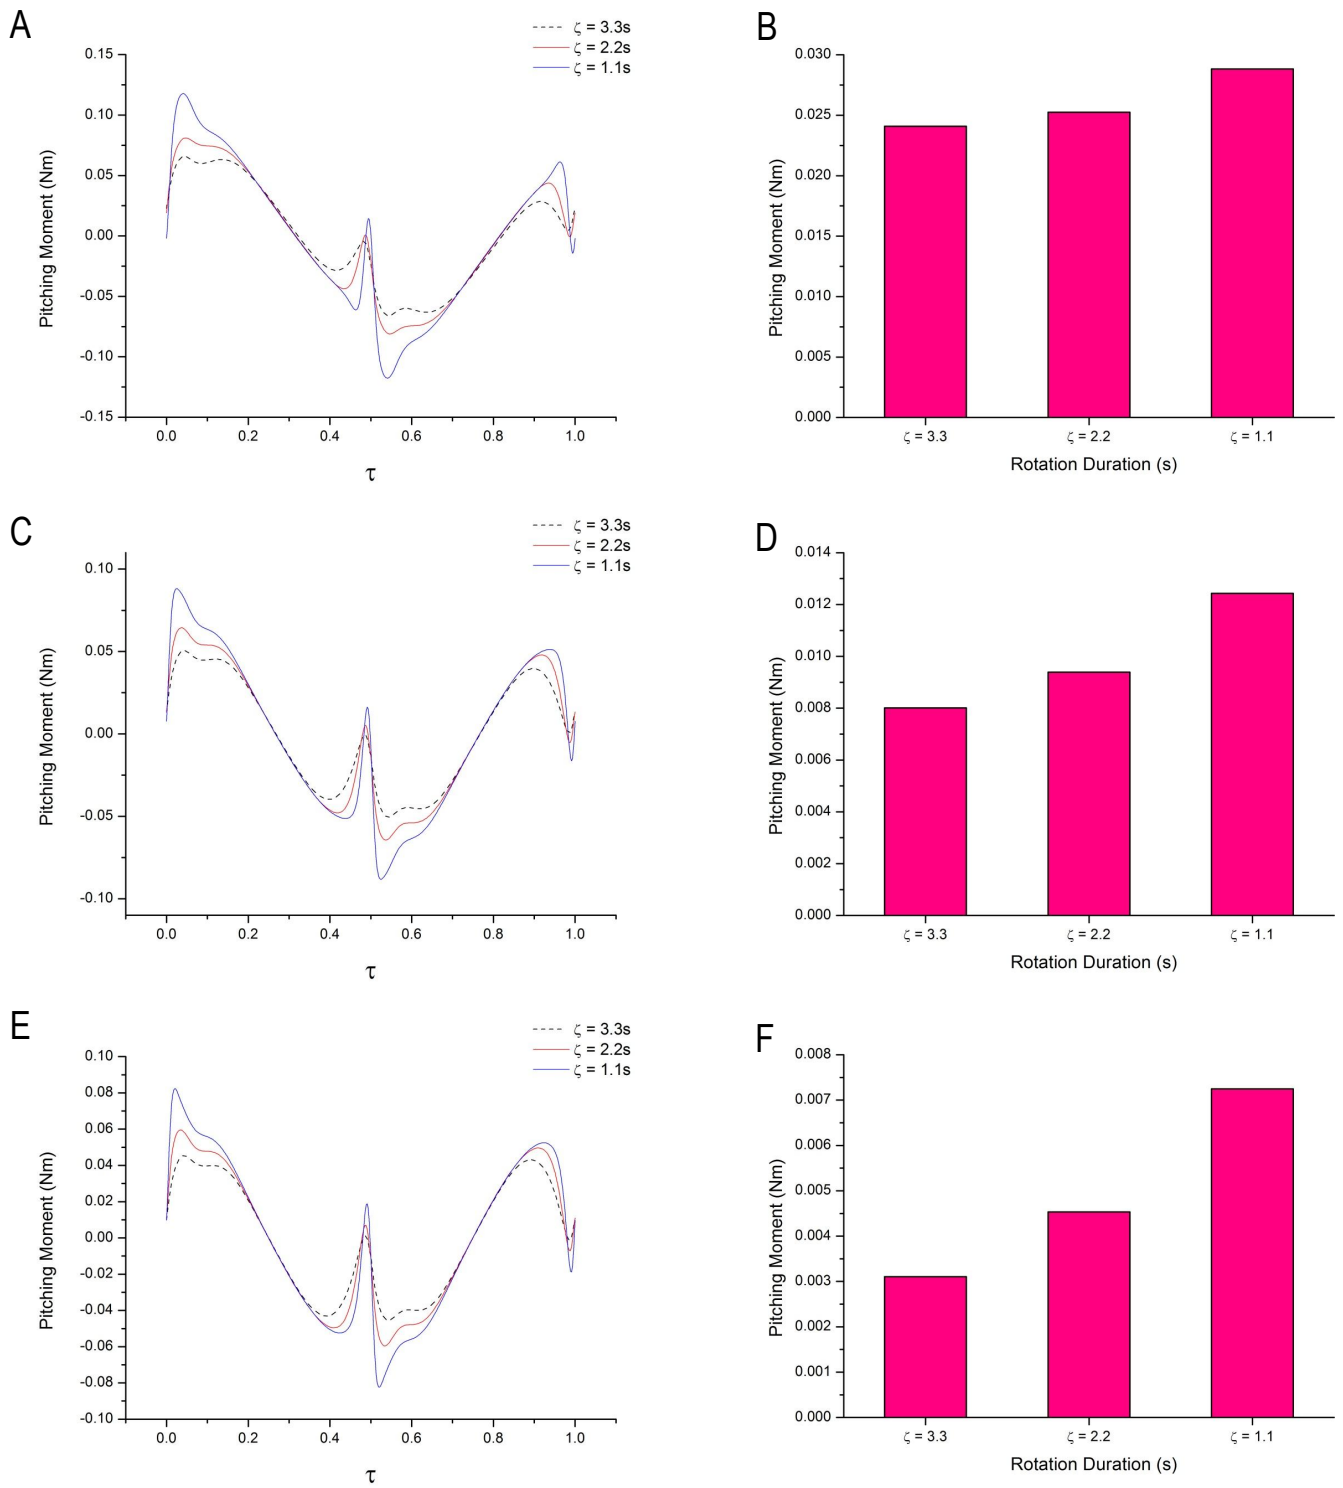 A
ζ = 3.3s
ζ = 2.2s
ζ = 1.1s
Pitching Moment (Nm)
0.15
0.10
0.05
0.00
-0.05
-0.10
-0.15
0.0 0.2 0.4 0.6 0.8 1.0
τ
B
Pitching Moment (Nm)
0.030
0.025
0.020
0.015
0.010
0.005
0.000
ζ = 3.3 ζ = 2.2 ζ = 1.1
Rotation Duration (s)
C
ζ = 3.3s
ζ = 2.2s
ζ = 1.1s
Pitching Moment (Nm)
0.10
0.05
0.00
-0.05
-0.10
0.0 0.2 0.4 0.6 0.8 1.0
τ
D
Pitching Moment (Nm)
0.014
0.012
0.010
0.008
0.006
0.004
0.002
0.000
ζ = 3.3 ζ = 2.2 ζ = 1.1
Rotation Duration (s)
E
ζ = 3.3s
ζ = 2.2s
ζ = 1.1s
Pitching Moment (Nm)
0.10
0.08
0.06
0.04
0.02
0.00
-0.02
-0.04
-0.06
-0.08
-0.10
0.0 0.2 0.4 0.6 0.8 1.0
τ
F
Pitching Moment (Nm)
0.008
0.007
0.006
0.005
0.004
0.003
0.002
0.001
0.000
ζ = 3.3 ζ = 2.2 ζ = 1.1
Rotation Duration (s)